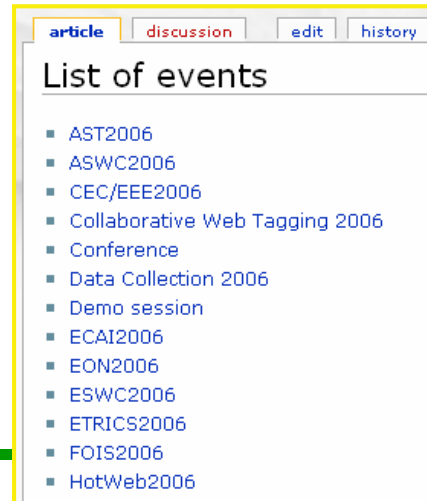 article discussion edit history
List of events
AST2006
ASWC2006
CEC/EEE2006
Collaborative Web Tagging 2006
Conference
Data Collection 2006
Demo session
ECAI2006
EON2006
ESWC2006
ETRICS2006
FOIS2006
HotWeb2006